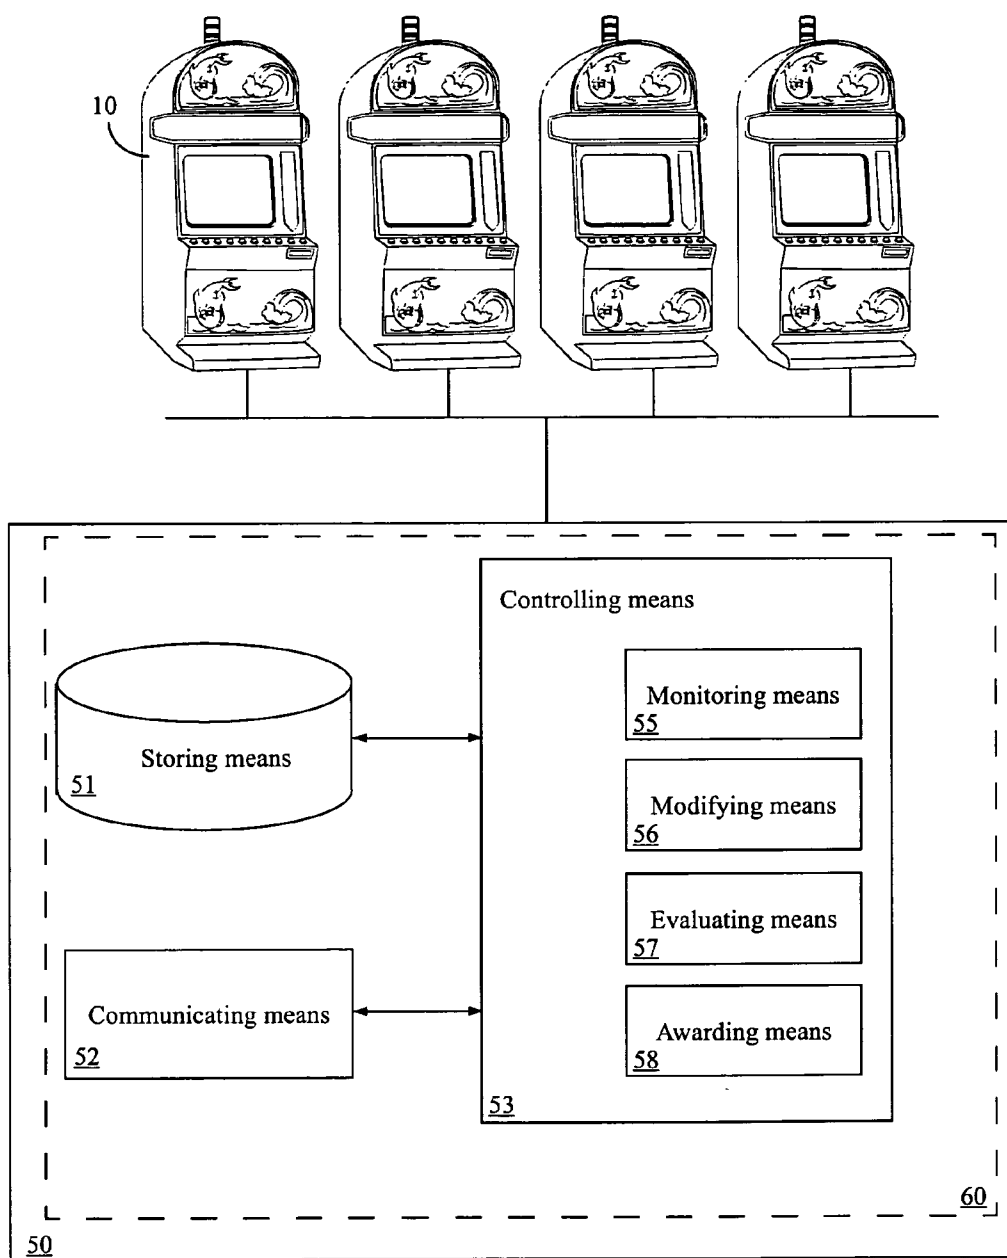 10
Controlling means
Monitoring means
55
Storing means
51
Modifying means
56
Evaluating means
57
Communicating means
52
Awarding means
58
53
60
50